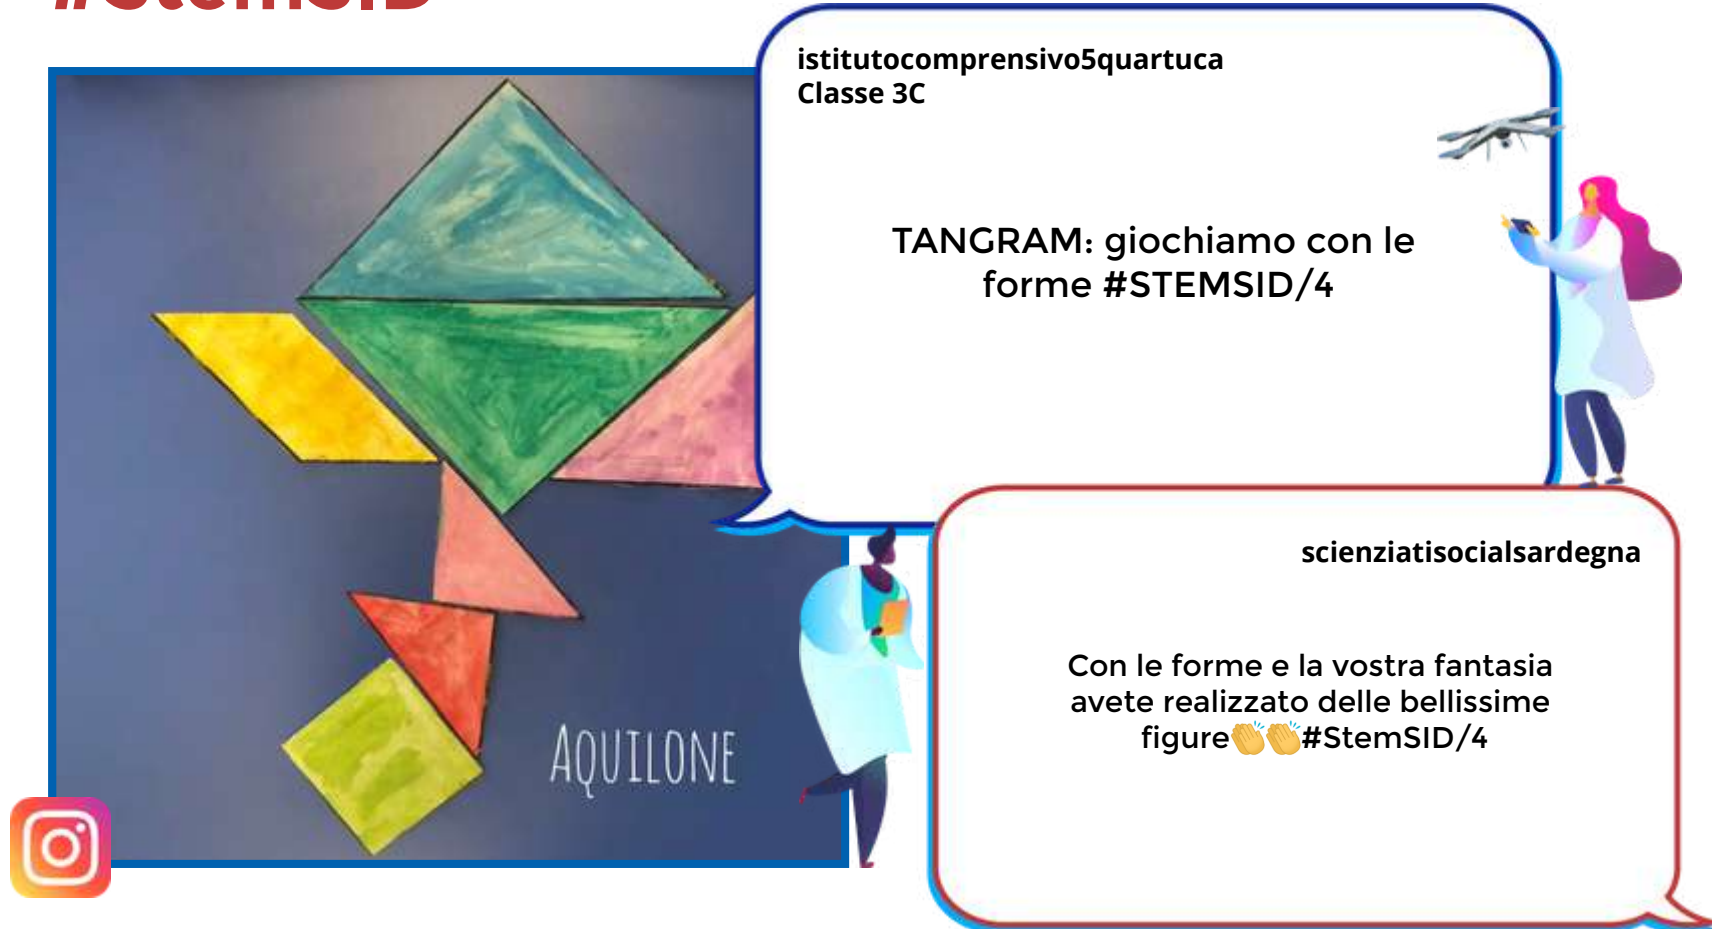 #StemSID
istitutocomprensivo5quartuca
Classe 3C
TANGRAM: giochiamo con le
forme #STEMSID/4
AQUILONE
scienziatisocialsardegna
Con le forme e la vostra fantasia
avete realizzato delle bellissime
figure👏👏#StemSID/4